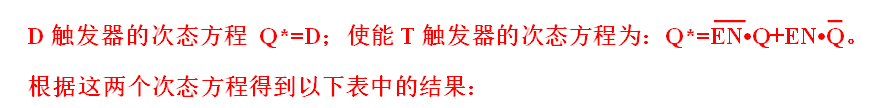 D 触发器的次态方程 Q*=D；使能 T 触发器的次态方程为：Q*=E̅N̅•Q+EN•Q̅。
根据这两个次态方程得到以下表中的结果：